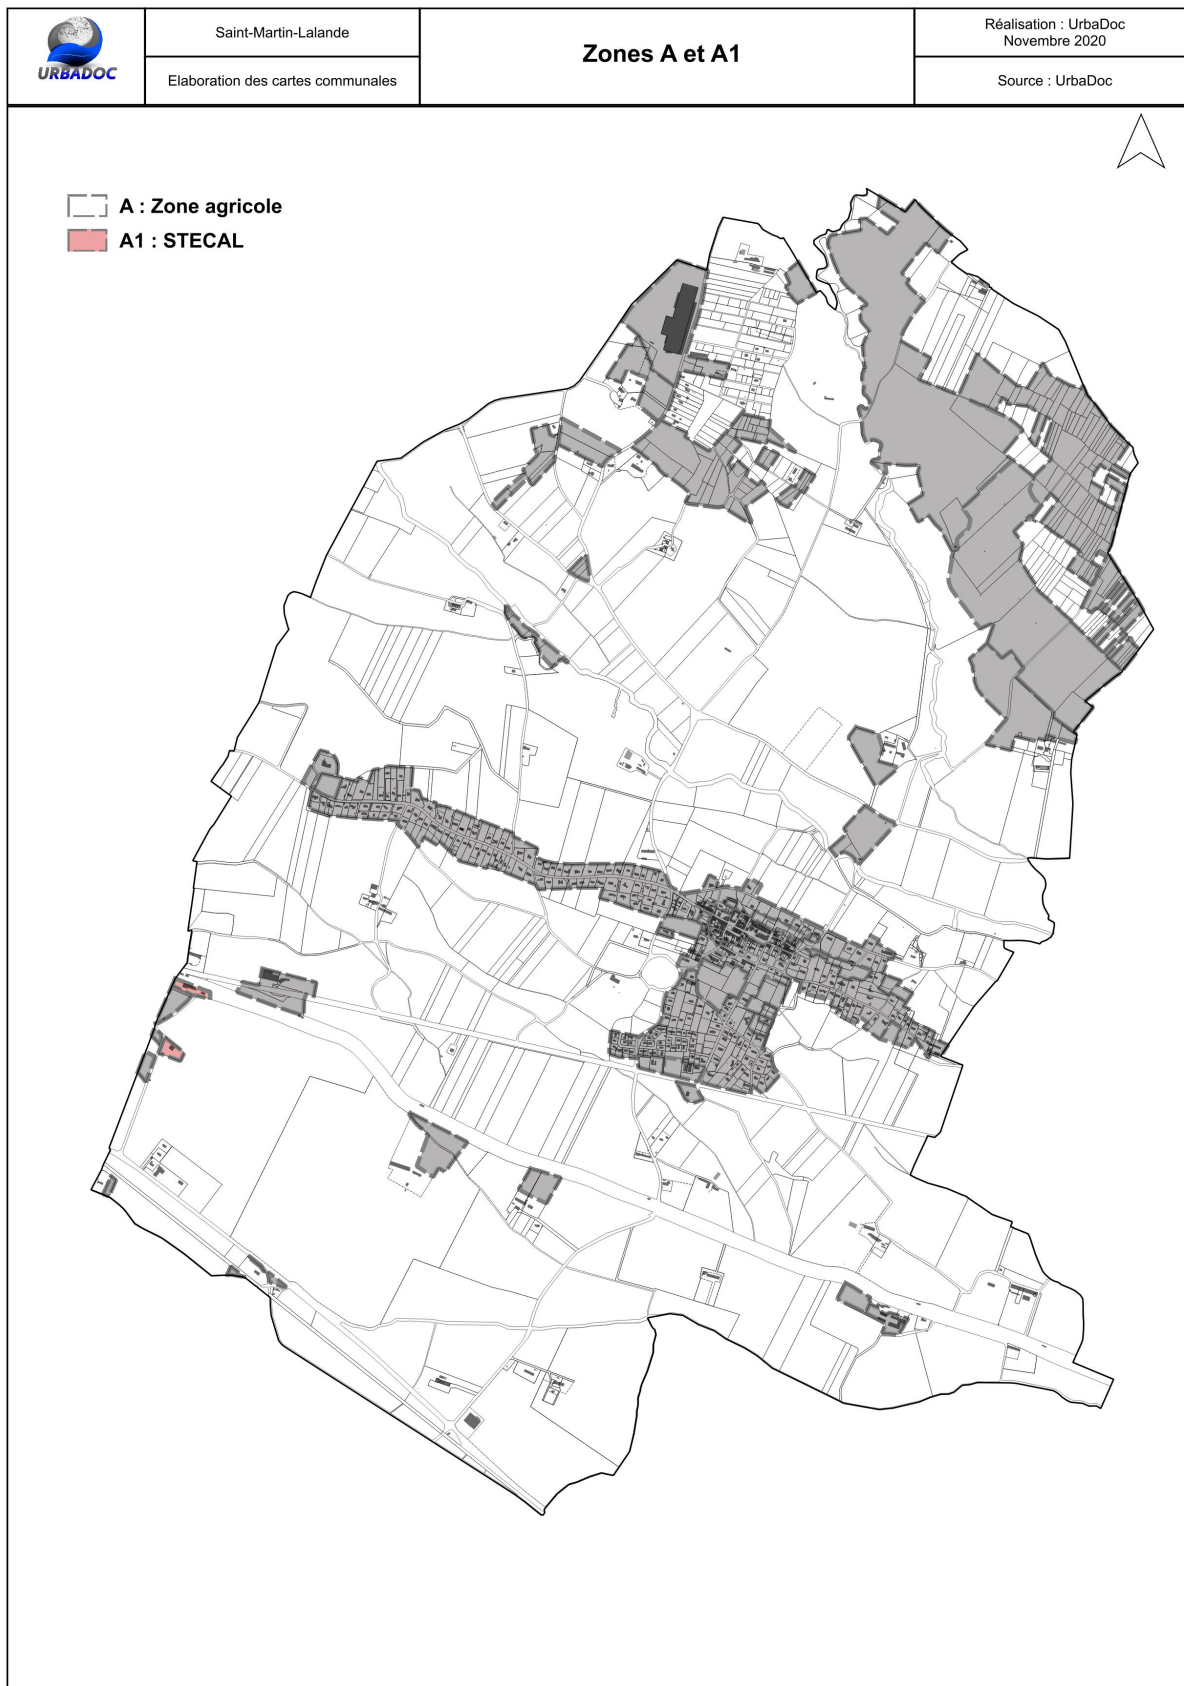 URBADOC
Saint-Martin-Lalande
Elaboration des cartes communales
Zones A et A1
Réalisation : UrbaDoc
Novembre 2020
Source : UrbaDoc
A : Zone agricole
A1 : STECAL